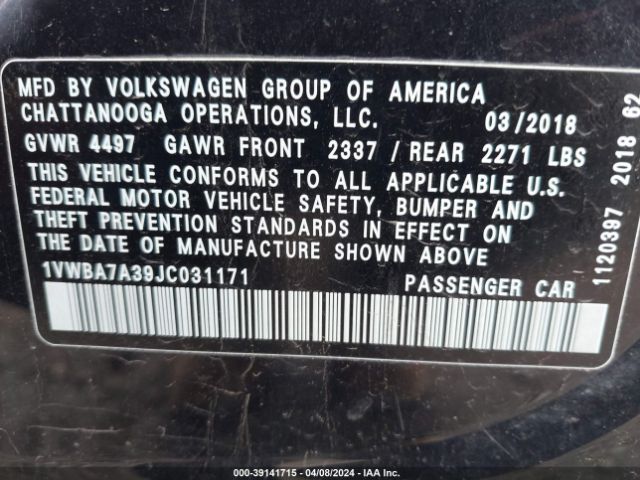 MFD BY VOLKSWAGEN GROUP OF AMERICA
CHATTANOOGA OPERATIONS, LLC. 03/2018
GVWR 4497 GAWR FRONT 2337 / REAR 2271 LBS
THIS VEHICLE CONFORMS TO ALL APPLICABLE U.S.
FEDERAL MOTOR VEHICLE SAFETY, BUMPER AND
THEFT PREVENTION STANDARDS IN EFFECT ON
THE DATE OF MANUFACTURE SHOWN ABOVE
1VWBA7A39JC031171 PASSENGER CAR
1120397 2018 62
000-39141715 - 04/08/2024 - IAA Inc.